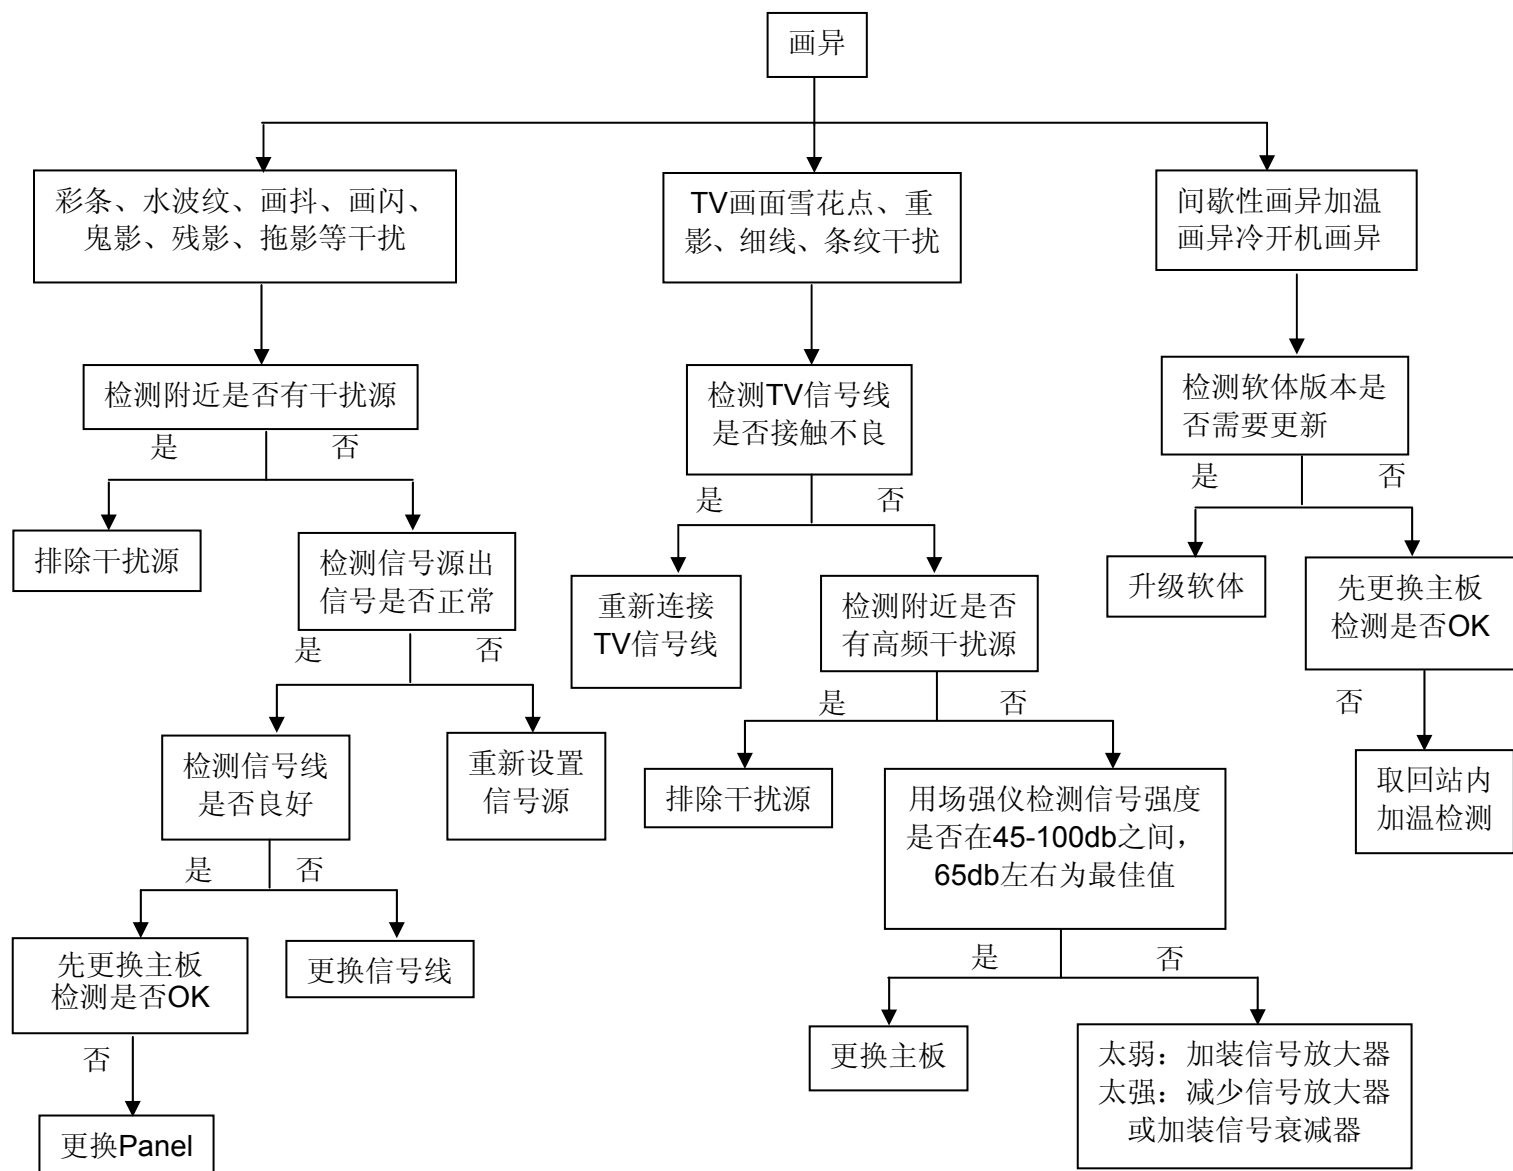 画异
彩条、水波纹、画抖、画闪、
鬼影、残影、拖影等干扰
TV画面雪花点、重
影、细线、条纹干扰
间歇性画异加温
画异冷开机画异
检测附近是否有干扰源
检测TV信号线
是否接触不良
检测软体版本是
否需要更新
是
否
是
否
是
否
排除干扰源
检测信号源出
信号是否正常
重新连接
TV信号线
检测附近是否
有高频干扰源
升级软体
先更换主板
检测是否OK
是
否
是
否
否
检测信号线
是否良好
重新设置
信号源
排除干扰源
用场强仪检测信号强度
是否在45-100db之间，
65db左右为最佳值
取回站内
加温检测
是
否
是
否
先更换主板
检测是否OK
更换信号线
更换主板
太弱：加装信号放大器
太强：减少信号放大器
或加装信号衰减器
否
更换Panel